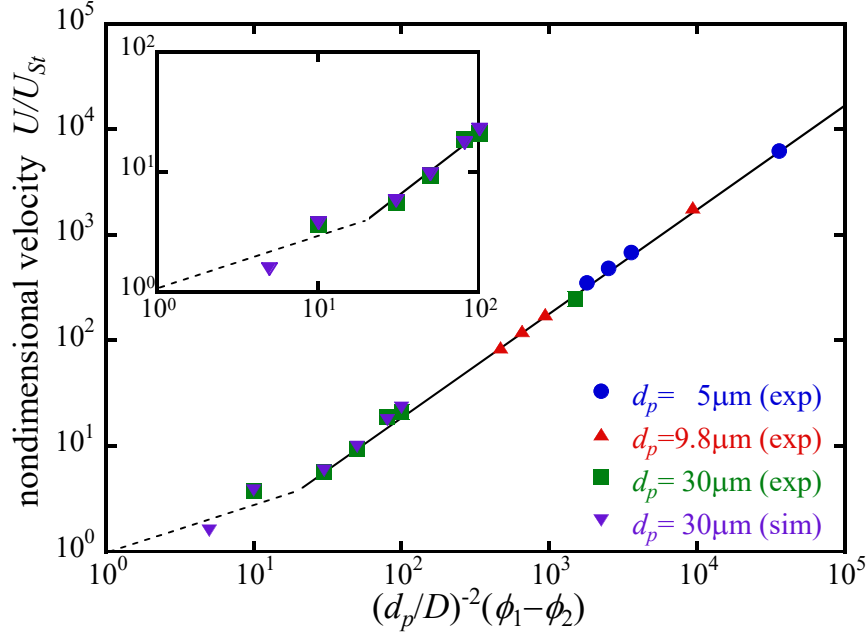 10^5
10^4
10^3
10^2
10^1
10^0
nondimensional velocity U/U_{St}
10^2
10^1
10^0
10^0 10^1 10^2
d_p= 5μm (exp)
d_p=9.8μm (exp)
d_p= 30μm (exp)
d_p= 30μm (sim)
10^0 10^1 10^2 10^3 10^4 10^5
(d_p/D)^{-2}(ϕ_1−ϕ_2)